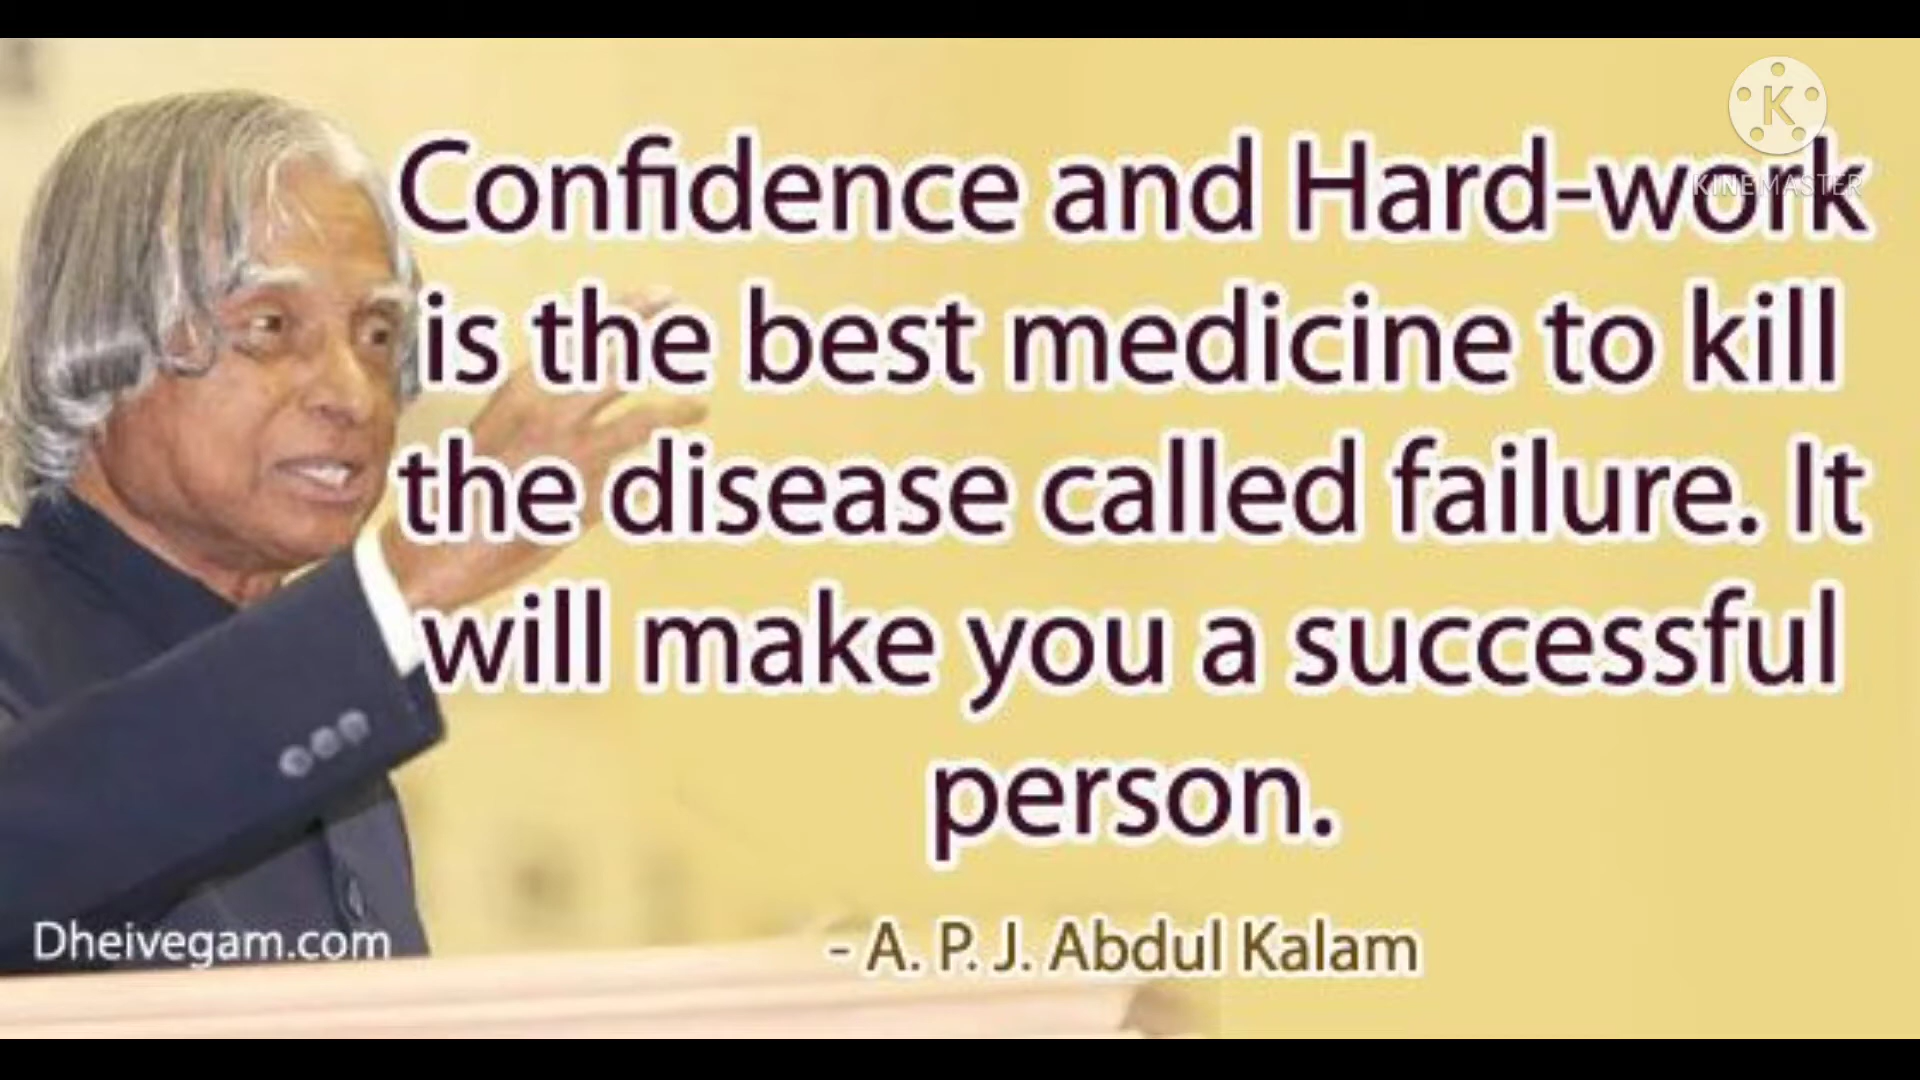 Confidence and Hard-work
is the best medicine to kill
the disease called failure. It
will make you a successful
person.
- A. P. J. Abdul Kalam
Dheivegam.com
K
KINEMASTER